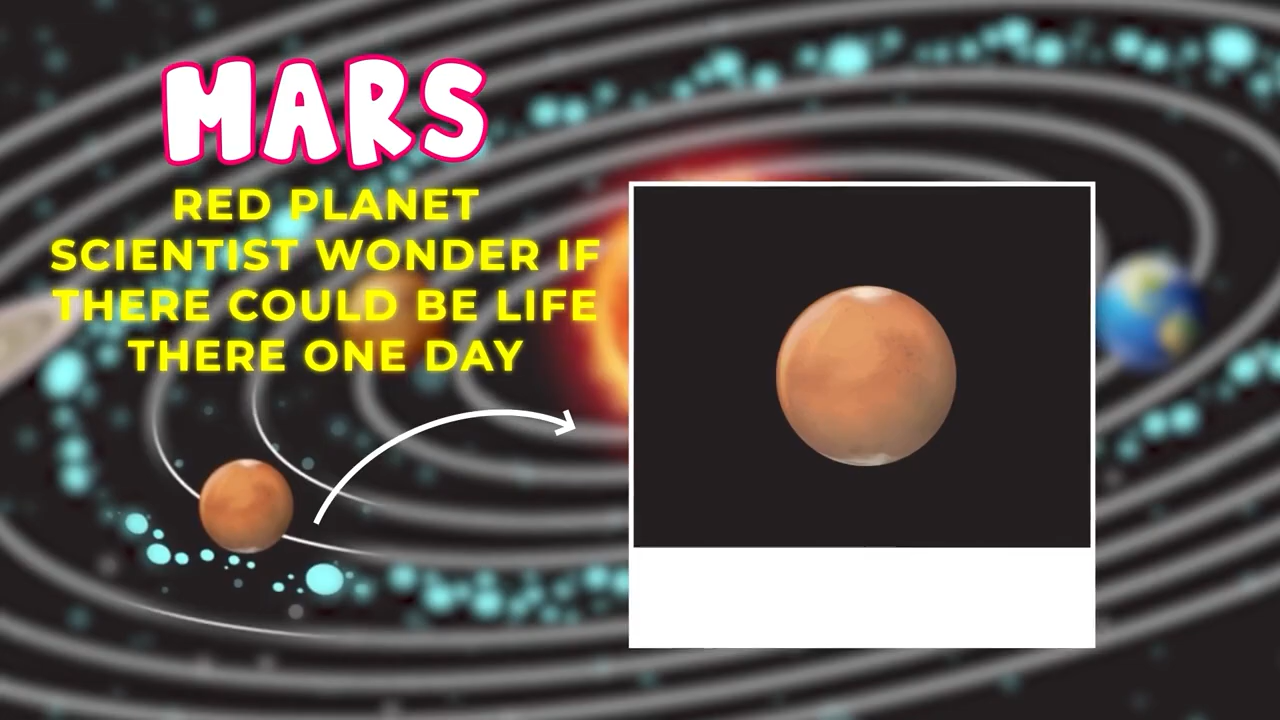 MARS
RED PLANET
SCIENTIST WONDER IF
THERE COULD BE LIFE
THERE ONE DAY